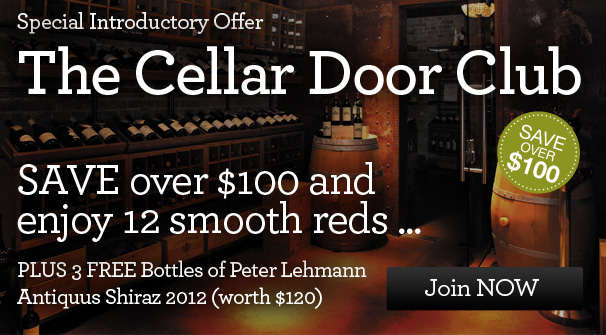 Special Introductory Offer
The Cellar Door Club
SAVE
OVER
$100
SAVE over $100 and
enjoy 12 smooth reds ...
PLUS 3 FREE Bottles of Peter Lehmann
Antiquus Shiraz 2012 (worth $120)
Join NOW